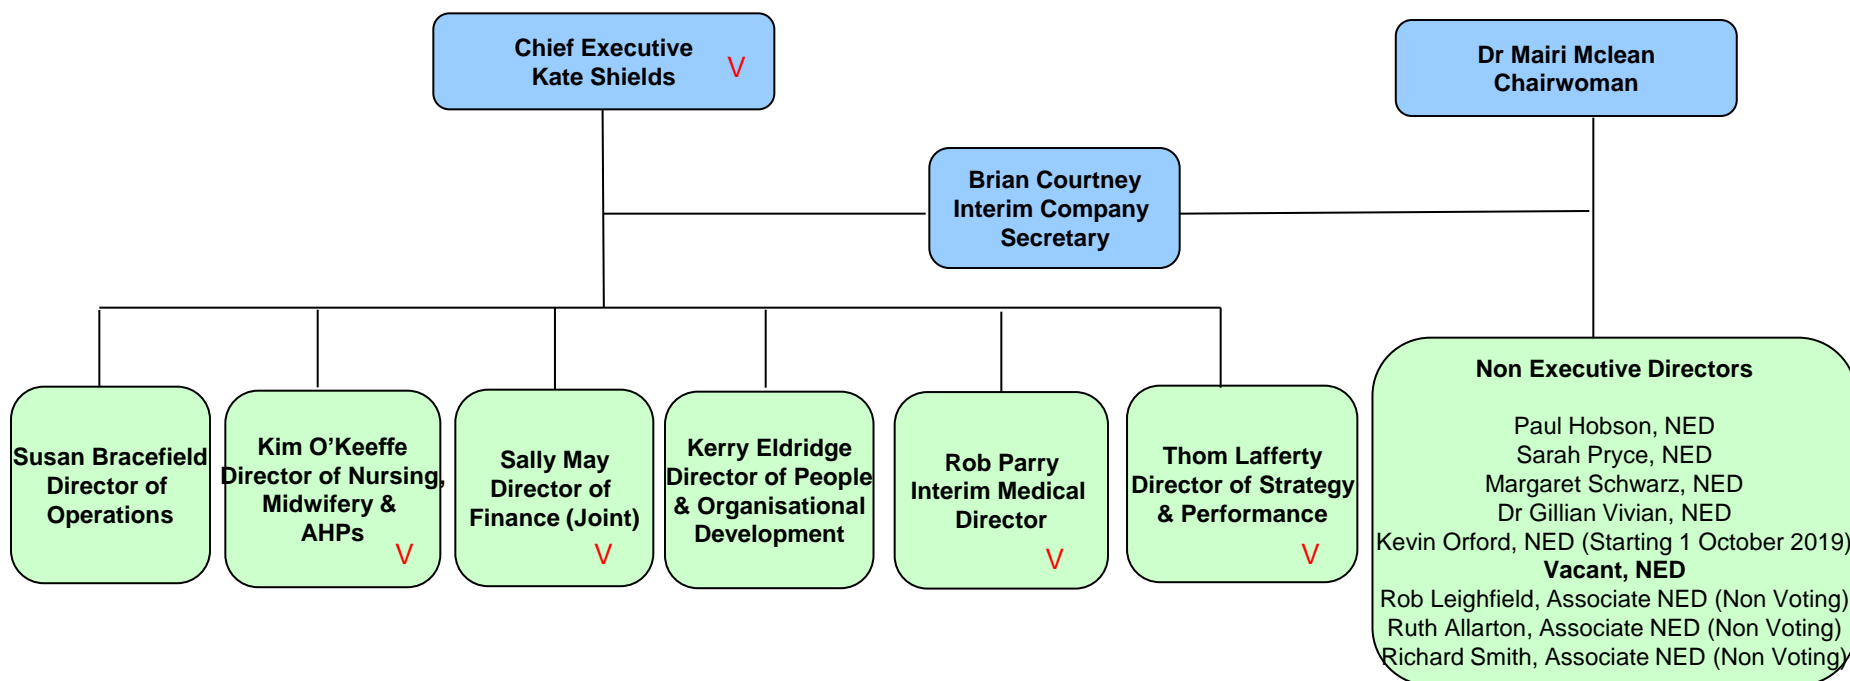 Chief Executive
Kate Shields
V
Dr Mairi Mclean
Chairwoman
Brian Courtney
Interim Company
Secretary
Susan Bracefield
Director of
Operations
Kim O’Keeffe
Director of Nursing,
Midwifery &
AHPs
V
Sally May
Director of
Finance (Joint)
V
Kerry Eldridge
Director of People
& Organisational
Development
Rob Parry
Interim Medical
Director
V
Thom Lafferty
Director of Strategy
& Performance
V
Non Executive Directors
Paul Hobson, NED
Sarah Pryce, NED
Margaret Schwarz, NED
Dr Gillian Vivian, NED
Kevin Orford, NED (Starting 1 October 2019)
Vacant, NED
Rob Leighfield, Associate NED (Non Voting)
Ruth Allarton, Associate NED (Non Voting)
Richard Smith, Associate NED (Non Voting)